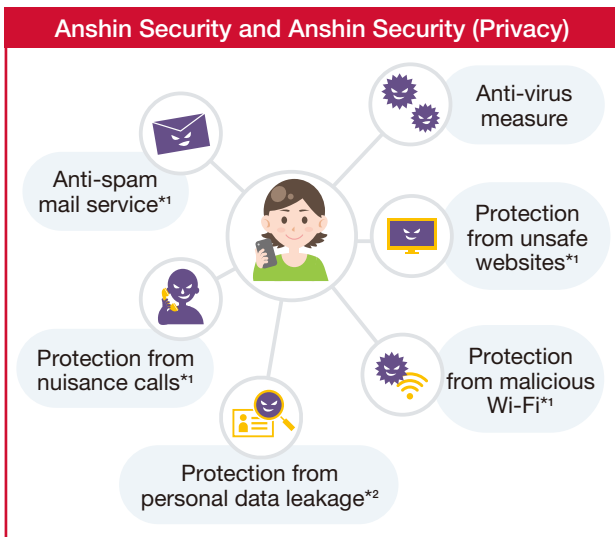 Anshin Security and Anshin Security (Privacy)
Anti-virus
measure
Anti-spam
mail service*1
Protection
from unsafe
websites*1
Protection from
nuisance calls*1
Protection
from malicious
Wi-Fi*1
Protection from
personal data leakage*2